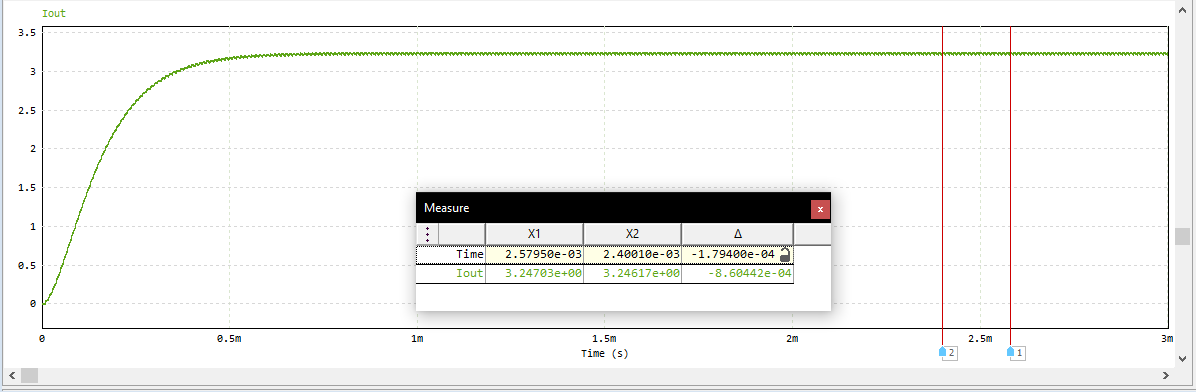 Iout
3.5
3
2.5
2
1.5
1
0.5
0
Measure
x
X1 X2 Δ
Time 2.57950e-03 2.40010e-03 -1.79400e-04
Iout 3.24703e+00 3.24617e+00 -8.60442e-04
0 0.5m 1m 1.5m 2m 2.5m 3m
Time (s)
2 1